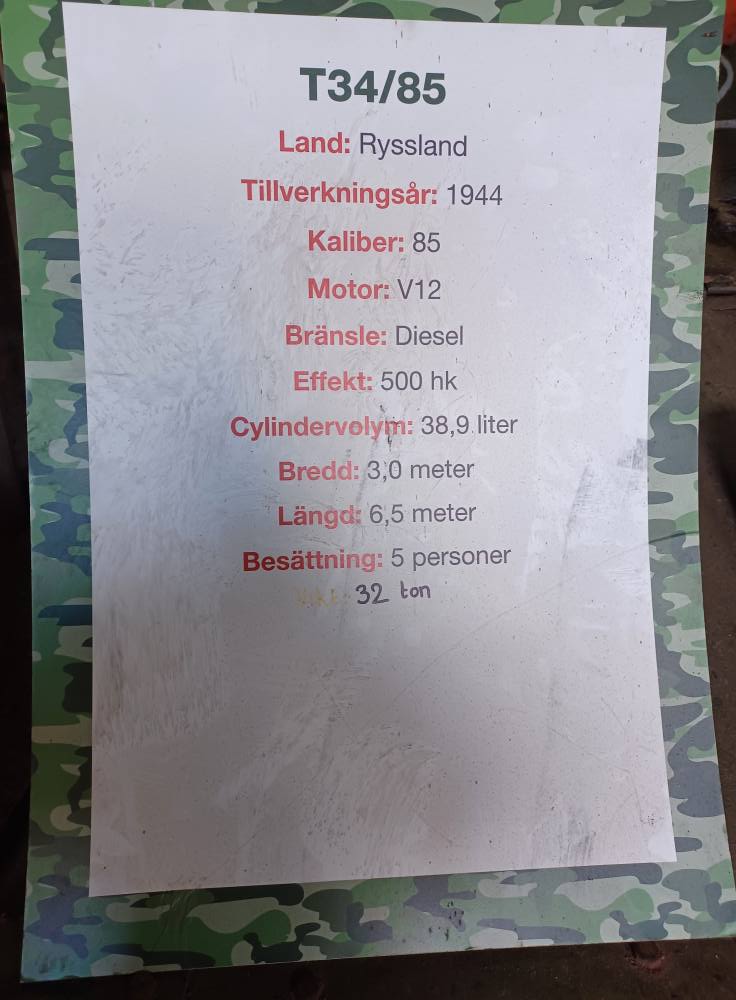 T34/85
Land: Ryssland
Tillverkningsår: 1944
Kaliber: 85
Motor: V12
Bränsle: Diesel
Effekt: 500 hk
Cylindervolym: 38,9 liter
Bredd: 3,0 meter
Längd: 6,5 meter
Besättning: 5 personer
32 ton